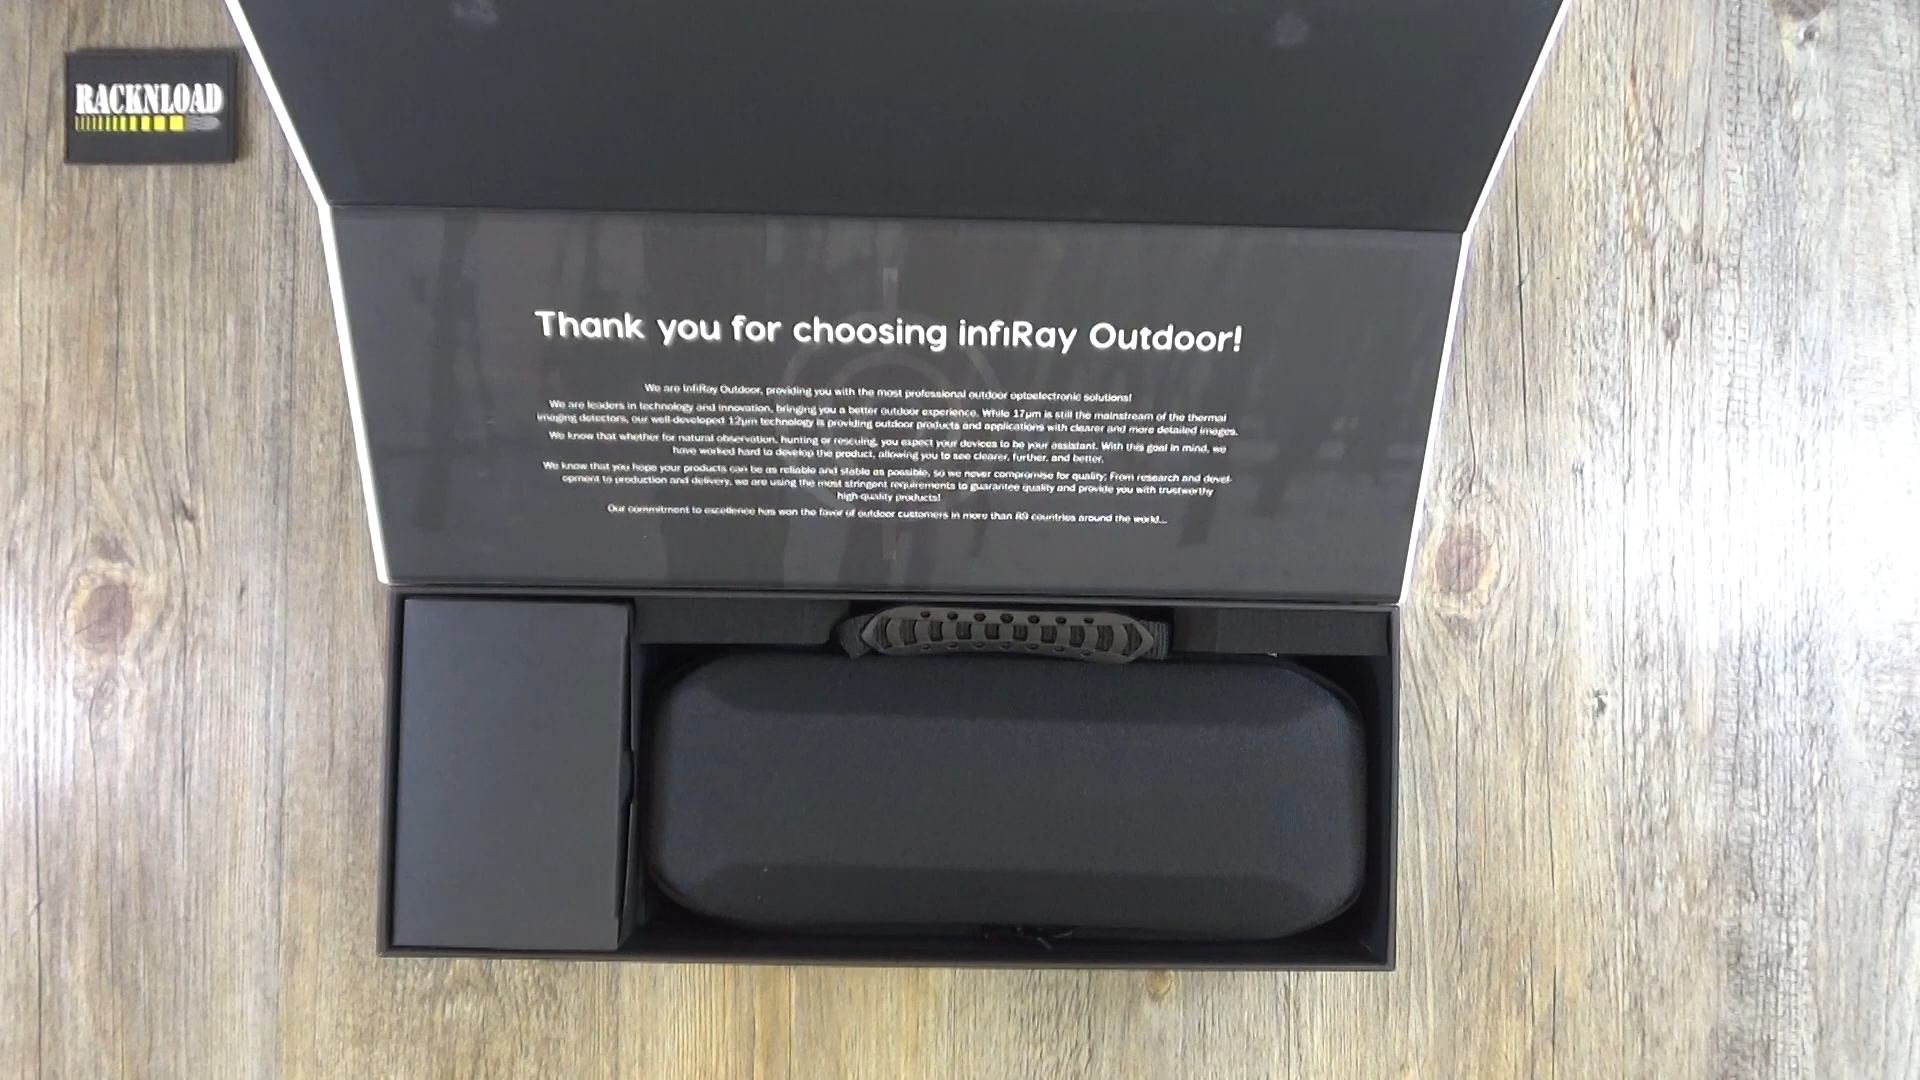 RACKNLOAD
Thank you for choosing infiRay Outdoor!
We are InfiRay Outdoor, providing you with the most professional outdoor optoelectronic solutions!
We are leaders in technology and innovation, bringing you a better outdoor experience. While 17μm is still the mainstream of the thermal
imaging detectors, our well-developed 12μm technology is providing outdoor products and applications with clearer and more detailed images.
We know that whether for natural observation, hunting or rescuing, you expect your devices to be your assistant. With this goal in mind, we
have worked hard to develop the product, allowing you to see clearer, further, and better.
We know that you hope your products can be as reliable and stable as possible, so we never compromise for quality; From research and devel-
opment to production and delivery, we are using the most stringent requirements to guarantee quality and provide you with trustworthy
high-quality products!
Our commitment to excellence has won the favor of outdoor customers in more than 89 countries around the world...